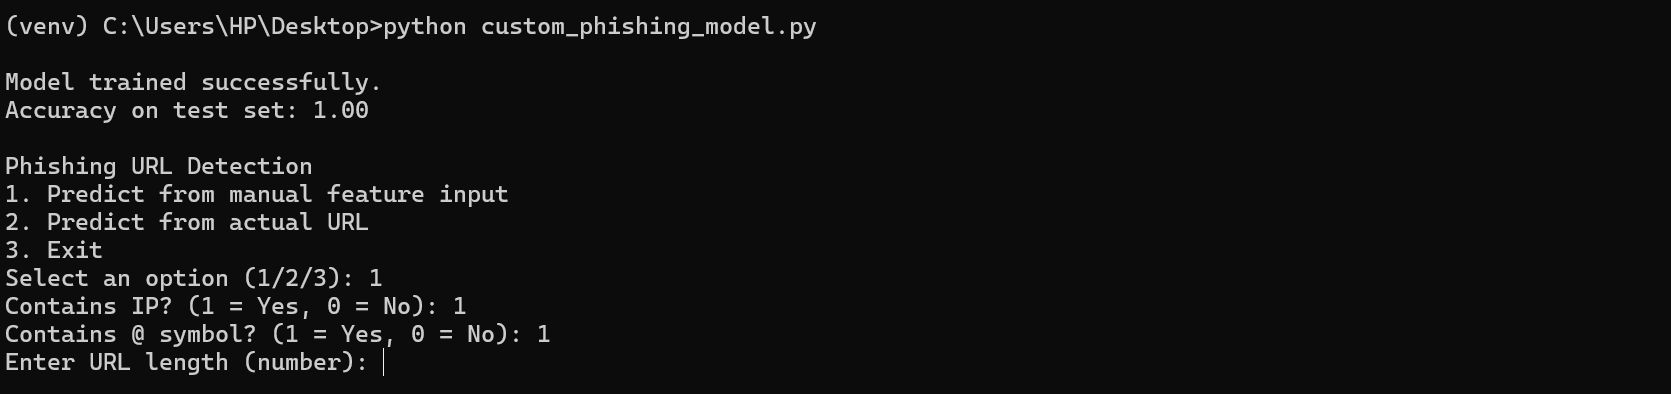 (venv) C:\Users\HP\Desktop>python custom_phishing_model.py
Model trained successfully.
Accuracy on test set: 1.00
Phishing URL Detection
1. Predict from manual feature input
2. Predict from actual URL
3. Exit
Select an option (1/2/3): 1
Contains IP? (1 = Yes, 0 = No): 1
Contains @ symbol? (1 = Yes, 0 = No): 1
Enter URL length (number):